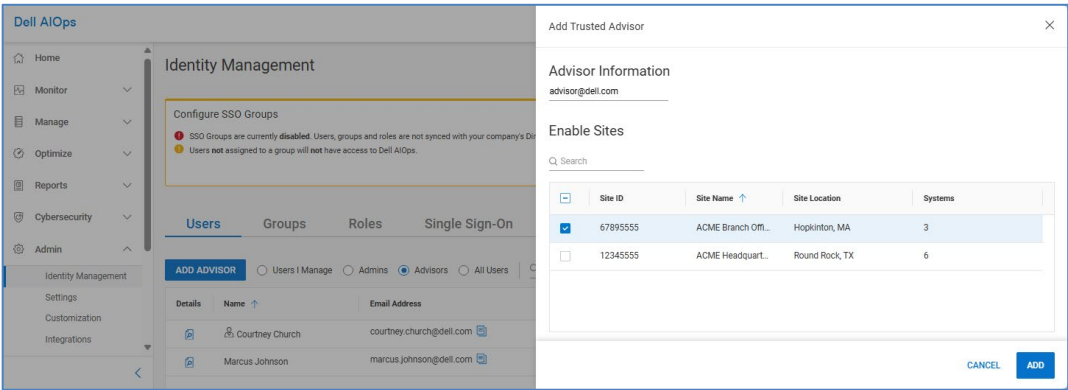 Dell AIOps
Home
Monitor
Manage
Optimize
Reports
Cybersecurity
Admin
Identity Management
Settings
Customization
Integrations
Identity Management
Configure SSO Groups
SSO Groups are currently disabled. Users, groups and roles are not synced with your company's Dir
Users not assigned to a group will not have access to Dell AIOps.
Users Groups Roles Single Sign-On
ADD ADVISOR Users I Manage Admins Advisors All Users
Details Name Email Address
Courtney Church courtney.church@dell.com
Marcus Johnson marcus.johnson@dell.com
Add Trusted Advisor
Advisor Information
advisor@dell.com
Enable Sites
Search
Site ID Site Name Site Location Systems
67895555 ACME Branch Offi... Hopkinton, MA 3
12345555 ACME Headquart... Round Rock, TX 6
CANCEL ADD